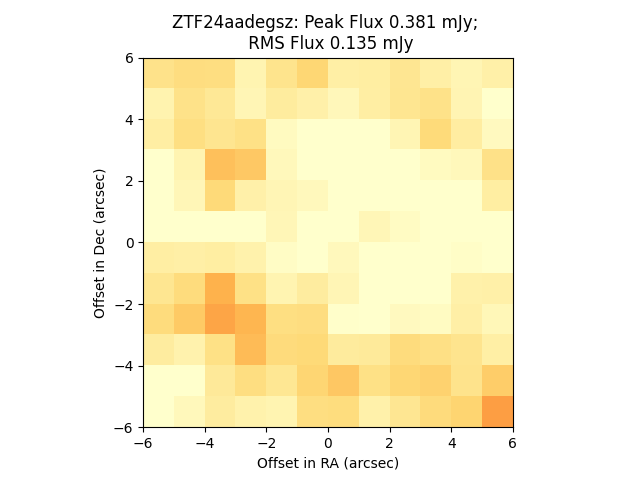 ZTF24aadegsz: Peak Flux 0.381 mJy;
RMS Flux 0.135 mJy
6
4
2
0
−2
−4
−6
Offset in Dec (arcsec)
−6 −4 −2 0 2 4 6
Offset in RA (arcsec)